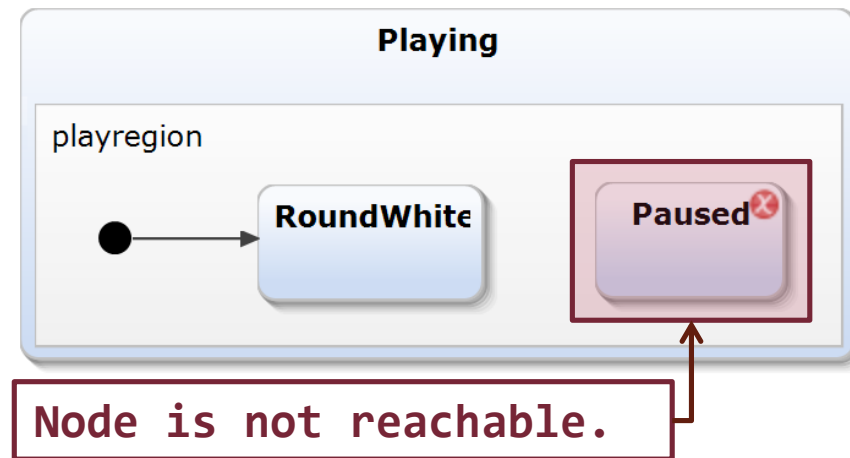 Playing
playregion
RoundWhite
Paused
Node is not reachable.